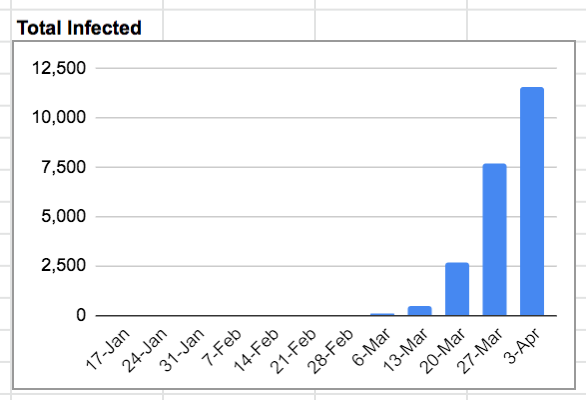 Total Infected
12,500
10,000
7,500
5,000
2,500
0
17-Jan
24-Jan
31-Jan
7-Feb
14-Feb
21-Feb
28-Feb
6-Mar
13-Mar
20-Mar
27-Mar
3-Apr